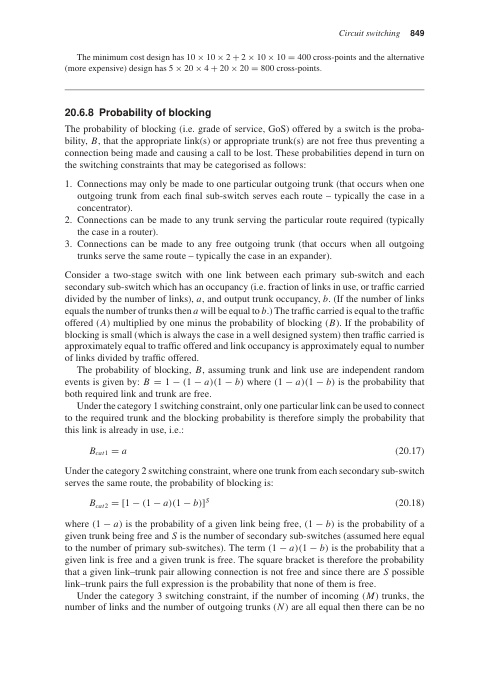 Circuit switching 849
The minimum cost design has 10 × 10 × 2 + 2 × 10 × 10 = 400 cross-points and the alternative
(more expensive) design has 5 × 20 × 4 + 20 × 20 = 800 cross-points.
20.6.8 Probability of blocking
The probability of blocking (i.e. grade of service, GoS) offered by a switch is the proba-
bility, B, that the appropriate link(s) or appropriate trunk(s) are not free thus preventing a
connection being made and causing a call to be lost. These probabilities depend in turn on
the switching constraints that may be categorised as follows:
1. Connections may only be made to one particular outgoing trunk (that occurs when one
outgoing trunk from each final sub-switch serves each route – typically the case in a
concentrator).
2. Connections can be made to any trunk serving the particular route required (typically
the case in a router).
3. Connections can be made to any free outgoing trunk (that occurs when all outgoing
trunks serve the same route – typically the case in an expander).
Consider a two-stage switch with one link between each primary sub-switch and each
secondary sub-switch which has an occupancy (i.e. fraction of links in use, or traffic carried
divided by the number of links), a, and output trunk occupancy, b. (If the number of links
equals the number of trunks then a will be equal to b.) The traffic carried is equal to the traffic
offered (A) multiplied by one minus the probability of blocking (B). If the probability of
blocking is small (which is always the case in a well designed system) then traffic carried is
approximately equal to traffic offered and link occupancy is approximately equal to number
of links divided by traffic offered.
The probability of blocking, B, assuming trunk and link use are independent random
events is given by: B = 1 − (1 − a)(1 − b) where (1 − a)(1 − b) is the probability that
both required link and trunk are free.
Under the category 1 switching constraint, only one particular link can be used to connect
to the required trunk and the blocking probability is therefore simply the probability that
this link is already in use, i.e.:
B_cat1 = a (20.17)
Under the category 2 switching constraint, where one trunk from each secondary sub-switch
serves the same route, the probability of blocking is:
B_cat2 = [1 − (1 − a)(1 − b)]^S (20.18)
where (1 − a) is the probability of a given link being free, (1 − b) is the probability of a
given trunk being free and S is the number of secondary sub-switches (assumed here equal
to the number of primary sub-switches). The term (1 − a)(1 − b) is the probability that a
given link is free and a given trunk is free. The square bracket is therefore the probability
that a given link–trunk pair allowing connection is not free and since there are S possible
link–trunk pairs the full expression is the probability that none of them is free.
Under the category 3 switching constraint, if the number of incoming (M) trunks, the
number of links and the number of outgoing trunks (N) are all equal then there can be no